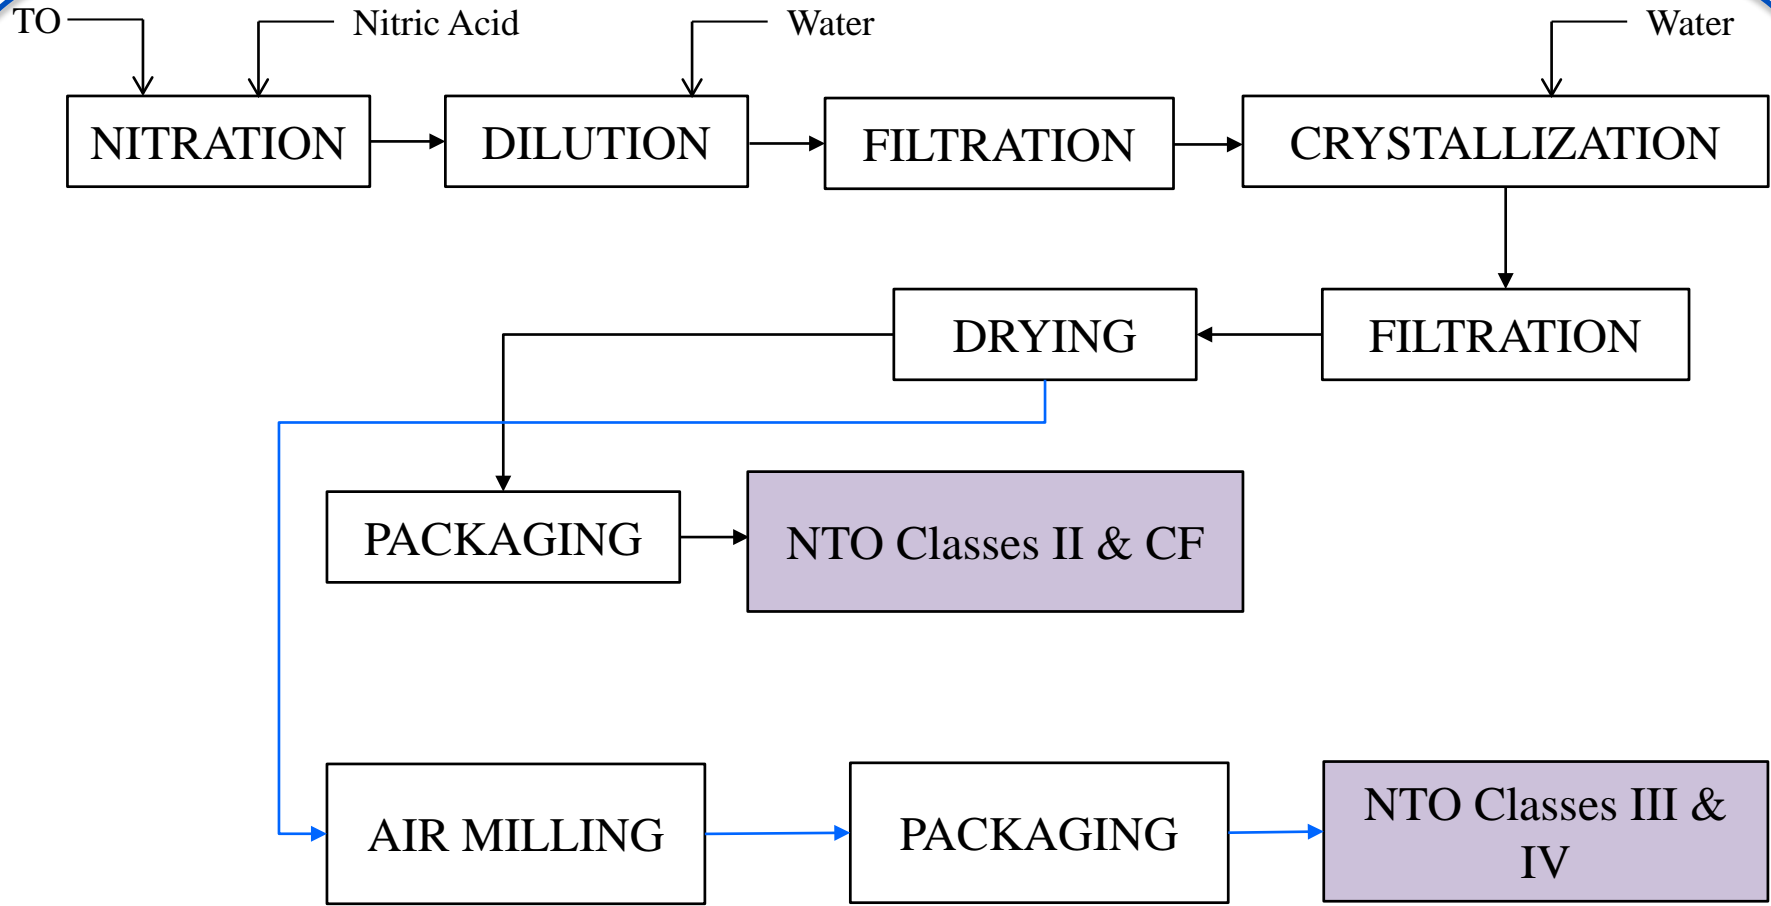 TO
Nitric Acid
Water
Water
NITRATION
DILUTION
FILTRATION
CRYSTALLIZATION
DRYING
FILTRATION
PACKAGING
NTO Classes II & CF
AIR MILLING
PACKAGING
NTO Classes III &
IV